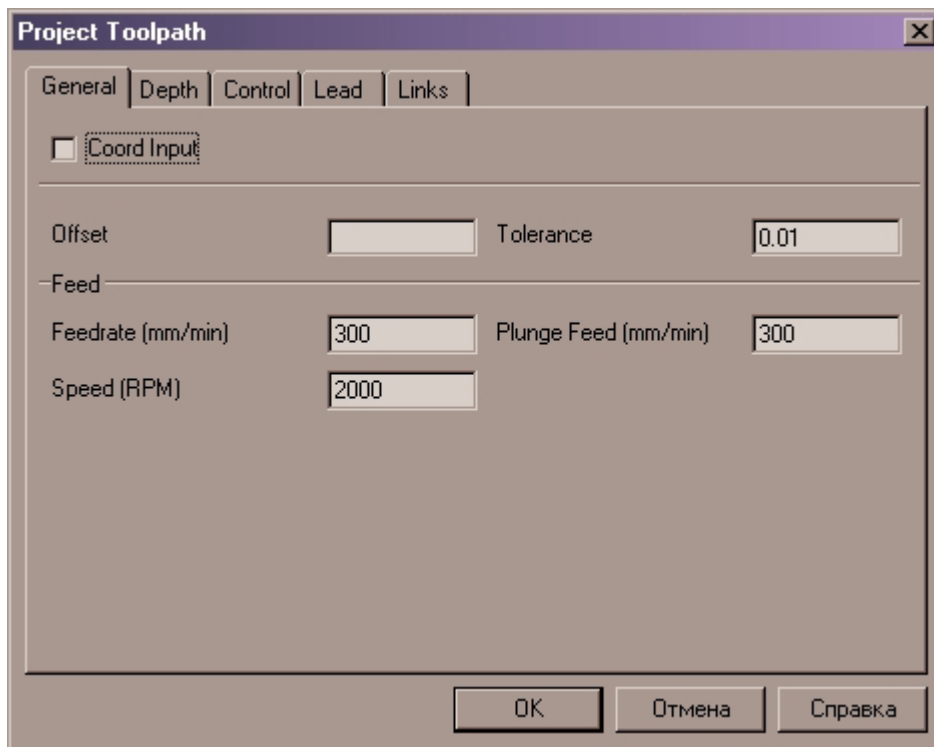 Project Toolpath
General Depth Control Lead Links
Coord Input
Offset Tolerance 0.01
Feed
Feedrate (mm/min) 300 Plunge Feed (mm/min) 300
Speed (RPM) 2000
OK Отмена Справка